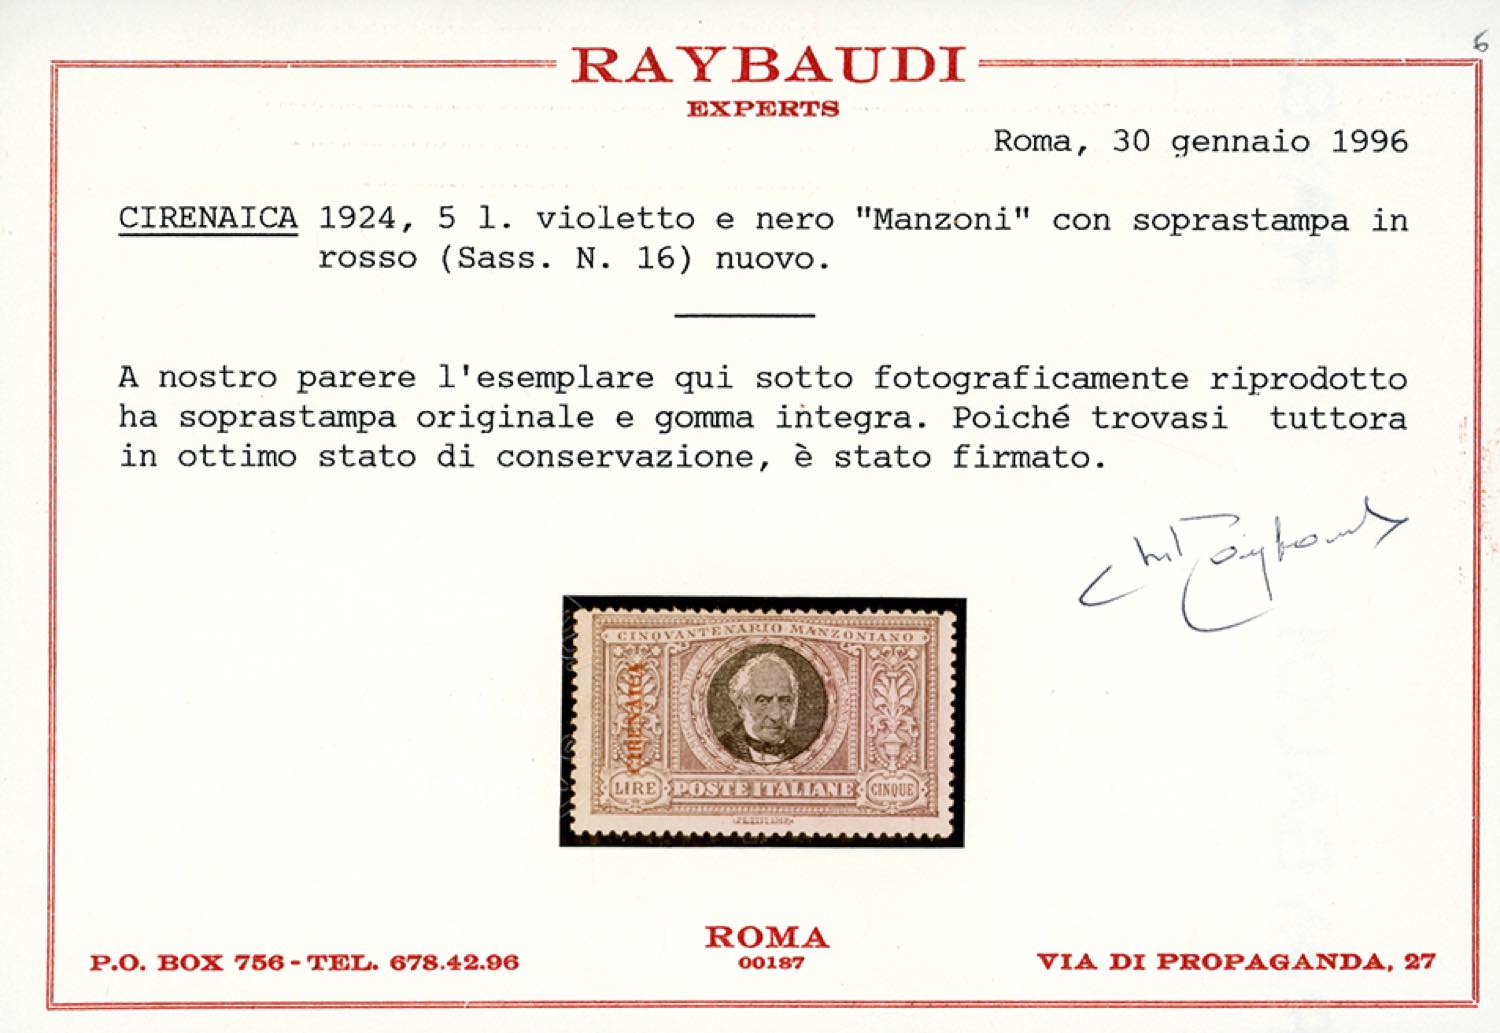 6
RAYBAUDI
EXPERTS
Roma, 30 gennaio 1996
CIRENAICA 1924, 5 l. violetto e nero "Manzoni" con soprastampa in
rosso (Sass. N. 16) nuovo.
A nostro parere l'esemplare qui sotto fotograficamente riprodotto
ha soprastampa originale e gomma integra. Poiché trovasi tuttora
in ottimo stato di conservazione, è stato firmato.
CINQVANTENARIO MANZONIANO
CIRENAICA
LIRE POSTE ITALIANE CINQUE
ROMA
00187
P.O. BOX 756 - TEL. 678.42.96
VIA DI PROPAGANDA, 27